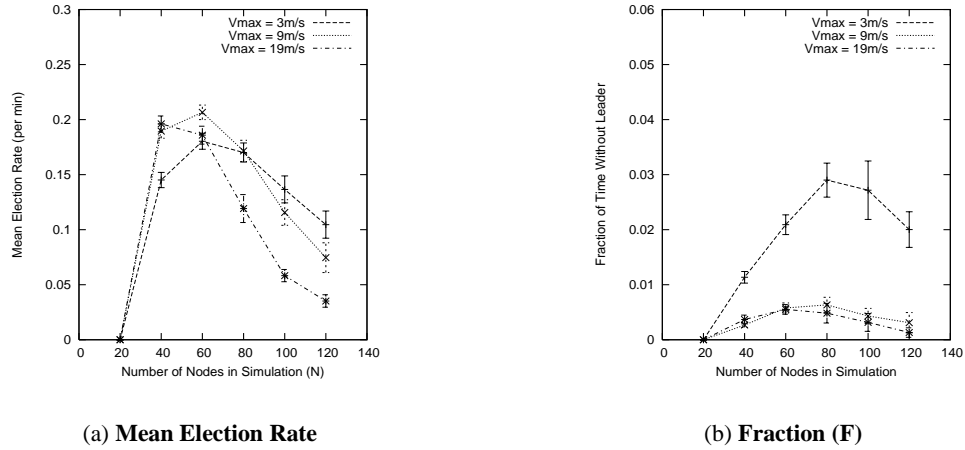 0.3
0.25
0.2
0.15
0.1
0.05
0
0 20 40 60 80 100 120 140
Mean Election Rate (per min)
Number of Nodes in Simulation (N)
Vmax = 3m/s
Vmax = 9m/s
Vmax = 19m/s
(a) Mean Election Rate
0.06
0.05
0.04
0.03
0.02
0.01
0
0 20 40 60 80 100 120 140
Fraction of Time Without Leader
Number of Nodes in Simulation
Vmax = 3m/s
Vmax = 9m/s
Vmax = 19m/s
(b) Fraction (F)